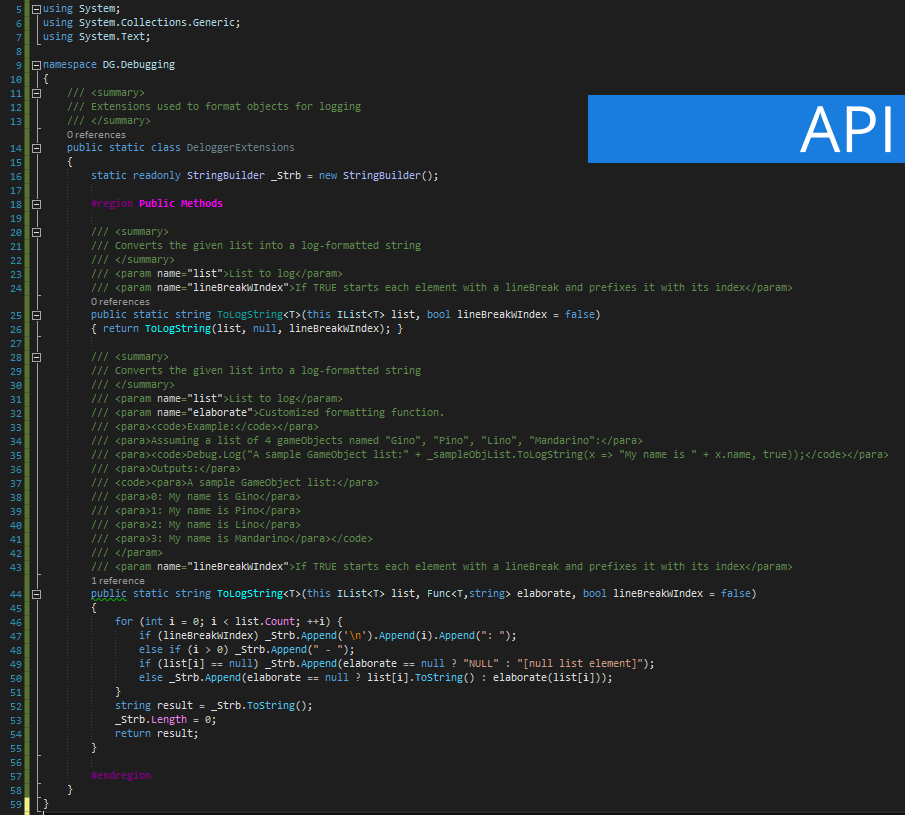 5 using System;
6 using System.Collections.Generic;
7 using System.Text;
8
9 namespace DG.Debugging
10 {
11 /// <summary>
12 /// Extensions used to format objects for logging
13 /// </summary>
0 references
14 public static class DeloggerExtensions
15 {
16 static readonly StringBuilder _Strb = new StringBuilder();
17
18 #region Public Methods
19
20 /// <summary>
21 /// Converts the given list into a log-formatted string
22 /// </summary>
23 /// <param name="list">List to log</param>
24 /// <param name="lineBreakWIndex">If TRUE starts each element with a lineBreak and prefixes it with its index</param>
0 references
25 public static string ToLogString<T>(this IList<T> list, bool lineBreakWIndex = false)
26 { return ToLogString(list, null, lineBreakWIndex); }
27
28 /// <summary>
29 /// Converts the given list into a log-formatted string
30 /// </summary>
31 /// <param name="list">List to log</param>
32 /// <param name="elaborate">Customized formatting function.
33 /// <para><code>Example:</code></para>
34 /// <para>Assuming a list of 4 gameObjects named "Gino", "Pino", "Lino", "Mandarino":</para>
35 /// <para><code>Debug.Log("A sample GameObject list:" + _sampleObjList.ToLogString(x => "My name is " + x.name, true));</code></para>
36 /// <para>Outputs:</para>
37 /// <code><para>A sample GameObject list:</para>
38 /// <para>0: My name is Gino</para>
39 /// <para>1: My name is Pino</para>
40 /// <para>2: My name is Lino</para>
41 /// <para>3: My name is Mandarino</para></code>
42 /// </param>
43 /// <param name="lineBreakWIndex">If TRUE starts each element with a lineBreak and prefixes it with its index</param>
1 reference
44 public static string ToLogString<T>(this IList<T> list, Func<T,string> elaborate, bool lineBreakWIndex = false)
45 {
46 for (int i = 0; i < list.Count; ++i) {
47 if (lineBreakWIndex) _Strb.Append('\n').Append(i).Append(": ");
48 else if (i > 0) _Strb.Append(" - ");
49 if (list[i] == null) _Strb.Append(elaborate == null ? "NULL" : "[null list element]");
50 else _Strb.Append(elaborate == null ? list[i].ToString() : elaborate(list[i]));
51 }
52 string result = _Strb.ToString();
53 _Strb.Length = 0;
54 return result;
55 }
56
57 #endregion
58 }
59 }
API